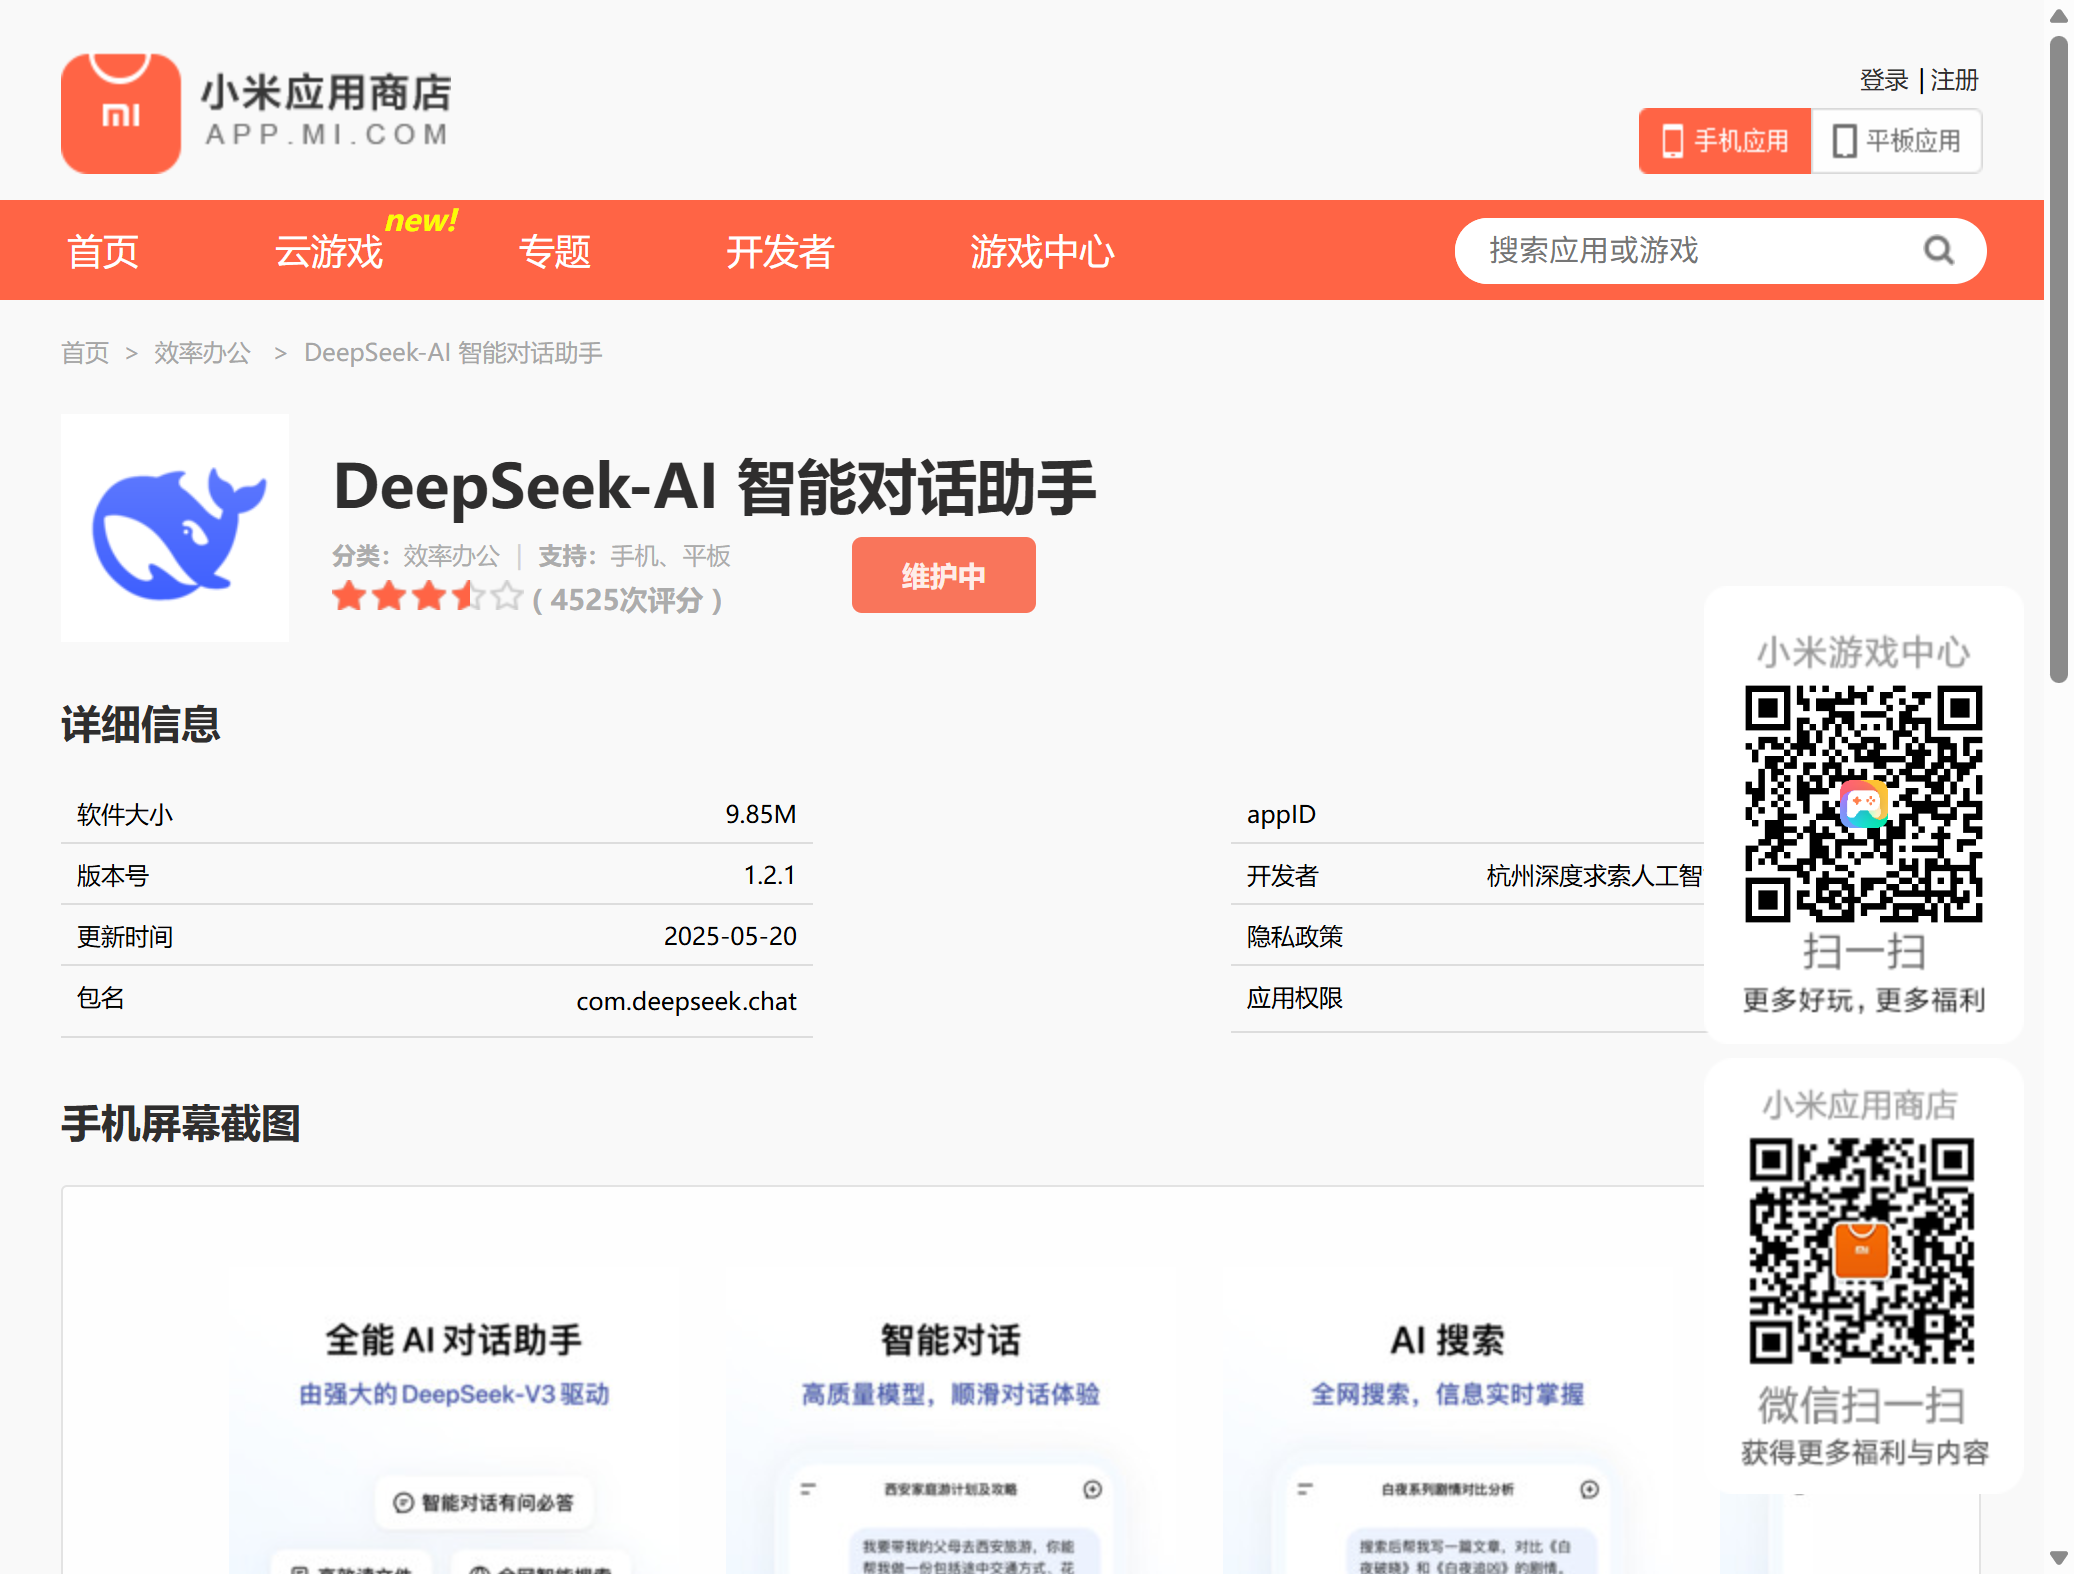 小米应用商店
APP.MI.COM
登录 | 注册
手机应用
平板应用
首页
云游戏
new!
专题
开发者
游戏中心
搜索应用或游戏
首页 > 效率办公 > DeepSeek-AI 智能对话助手
DeepSeek-AI 智能对话助手
分类：效率办公 | 支持：手机、平板
( 4525次评分 )
维护中
详细信息
软件大小 9.85M
版本号 1.2.1
更新时间 2025-05-20
包名 com.deepseek.chat
appID
开发者 杭州深度求索人工智
隐私政策
应用权限
小米游戏中心
扫一扫
更多好玩，更多福利
小米应用商店
微信扫一扫
获得更多福利与内容
手机屏幕截图
全能 AI 对话助手
由强大的 DeepSeek-V3 驱动
智能对话有问必答
智能对话
高质量模型，顺滑对话体验
西安家庭游计划及攻略
我要带我的父母去西安旅游，你能
帮我做一份包括途中交通方式、花
AI 搜索
全网搜索，信息实时掌握
白夜系列剧情对比分析
搜索后帮我写一篇文章，对比《白
夜破晓》和《白夜追凶》的剧情。